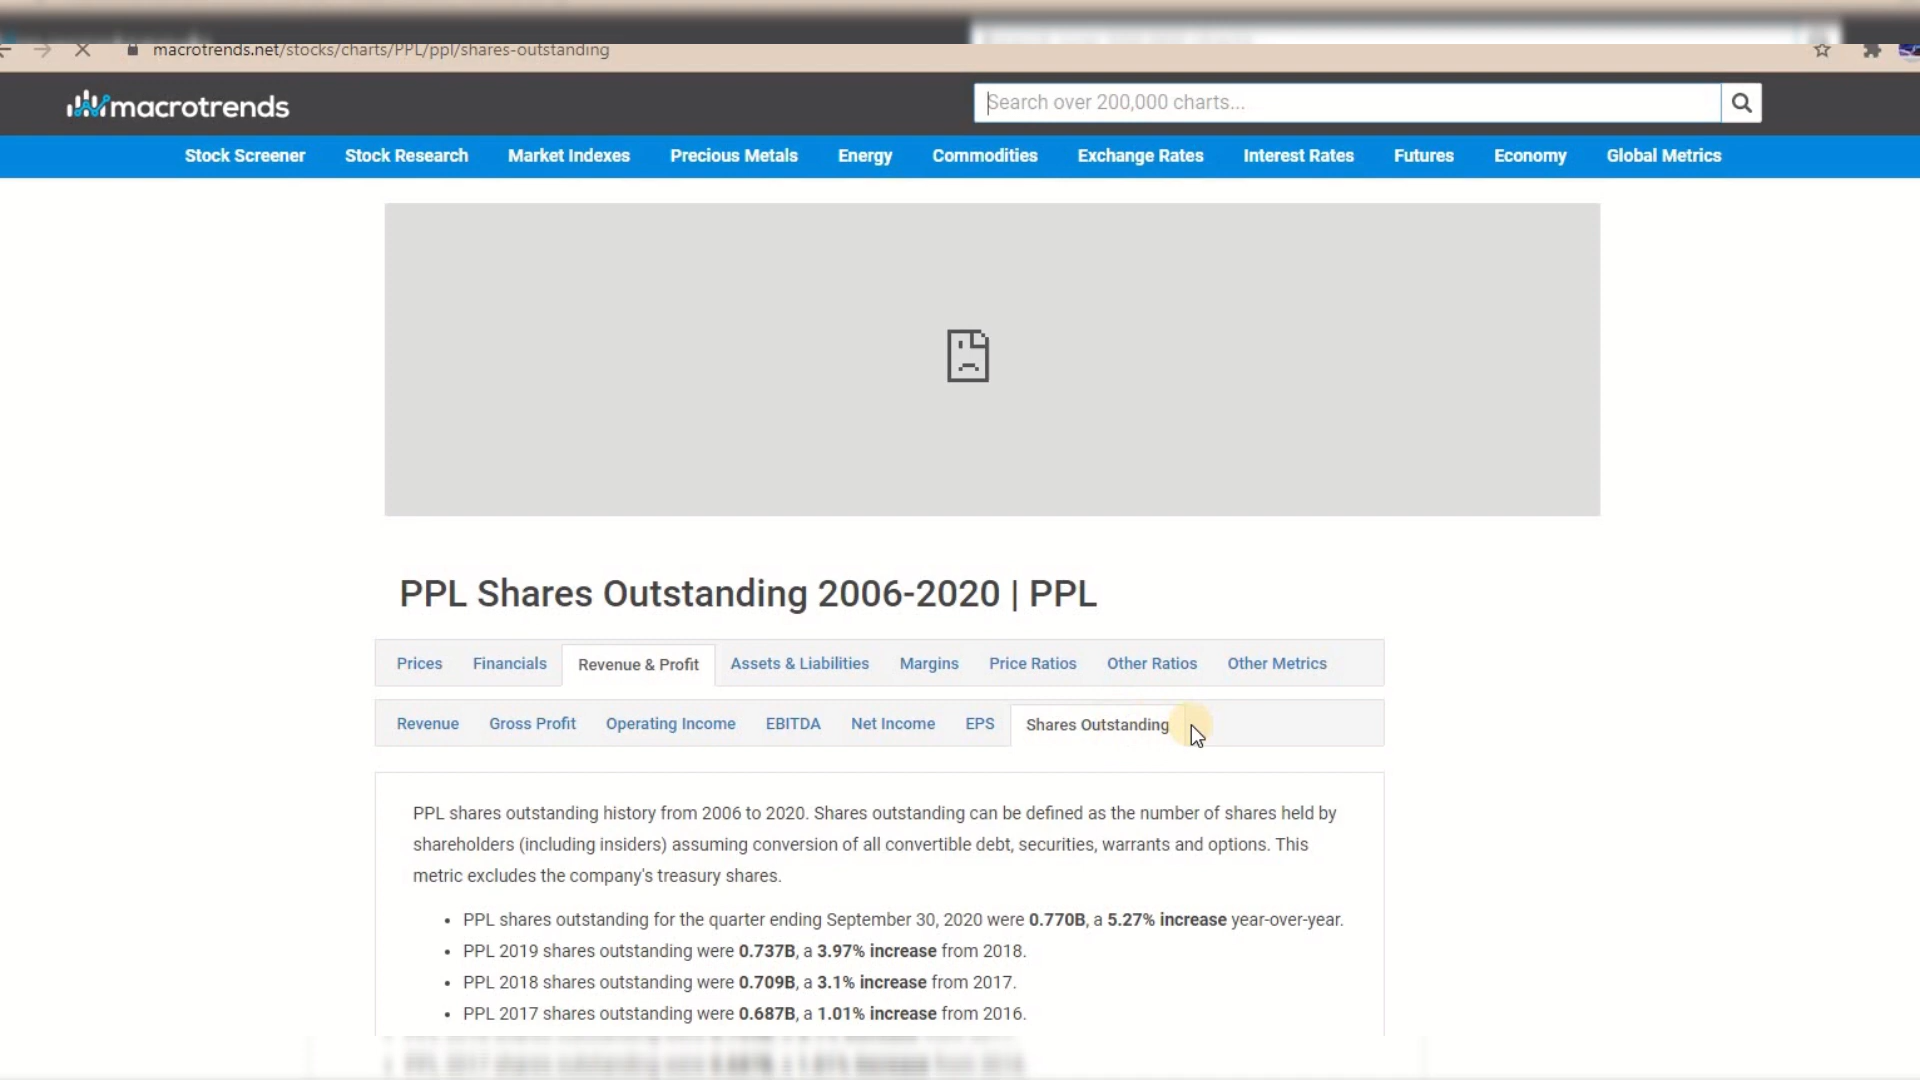 macrotrends.net/stocks/charts/PPL/ppl/shares-outstanding
macrotrends
Search over 200,000 charts...
Stock Screener Stock Research Market Indexes Precious Metals Energy Commodities Exchange Rates Interest Rates Futures Economy Global Metrics
PPL Shares Outstanding 2006-2020 | PPL
Prices Financials Revenue & Profit Assets & Liabilities Margins Price Ratios Other Ratios Other Metrics
Revenue Gross Profit Operating Income EBITDA Net Income EPS Shares Outstanding
PPL shares outstanding history from 2006 to 2020. Shares outstanding can be defined as the number of shares held by
shareholders (including insiders) assuming conversion of all convertible debt, securities, warrants and options. This
metric excludes the company's treasury shares.
• PPL shares outstanding for the quarter ending September 30, 2020 were 0.770B, a 5.27% increase year-over-year.
• PPL 2019 shares outstanding were 0.737B, a 3.97% increase from 2018.
• PPL 2018 shares outstanding were 0.709B, a 3.1% increase from 2017.
• PPL 2017 shares outstanding were 0.687B, a 1.01% increase from 2016.